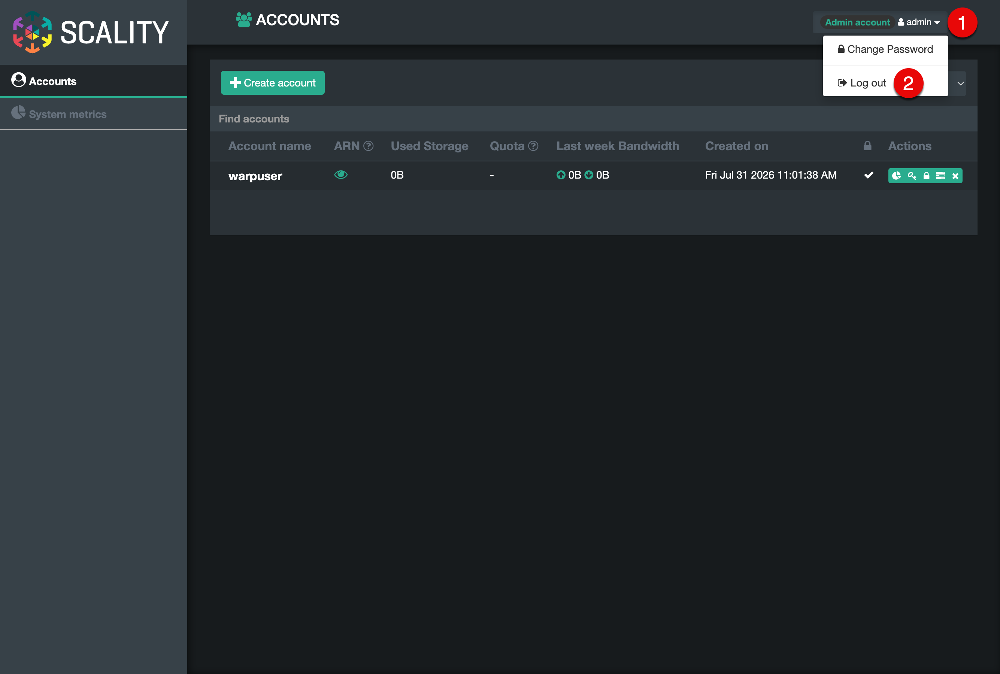 SCALITY
ACCOUNTS
Admin account admin
1
Change Password
Log out
2
Accounts
System metrics
Create account
Find accounts
Account name ARN ? Used Storage Quota ? Last week Bandwidth Created on Actions
warpuser 0B - 0B 0B Fri Jul 31 2026 11:01:38 AM